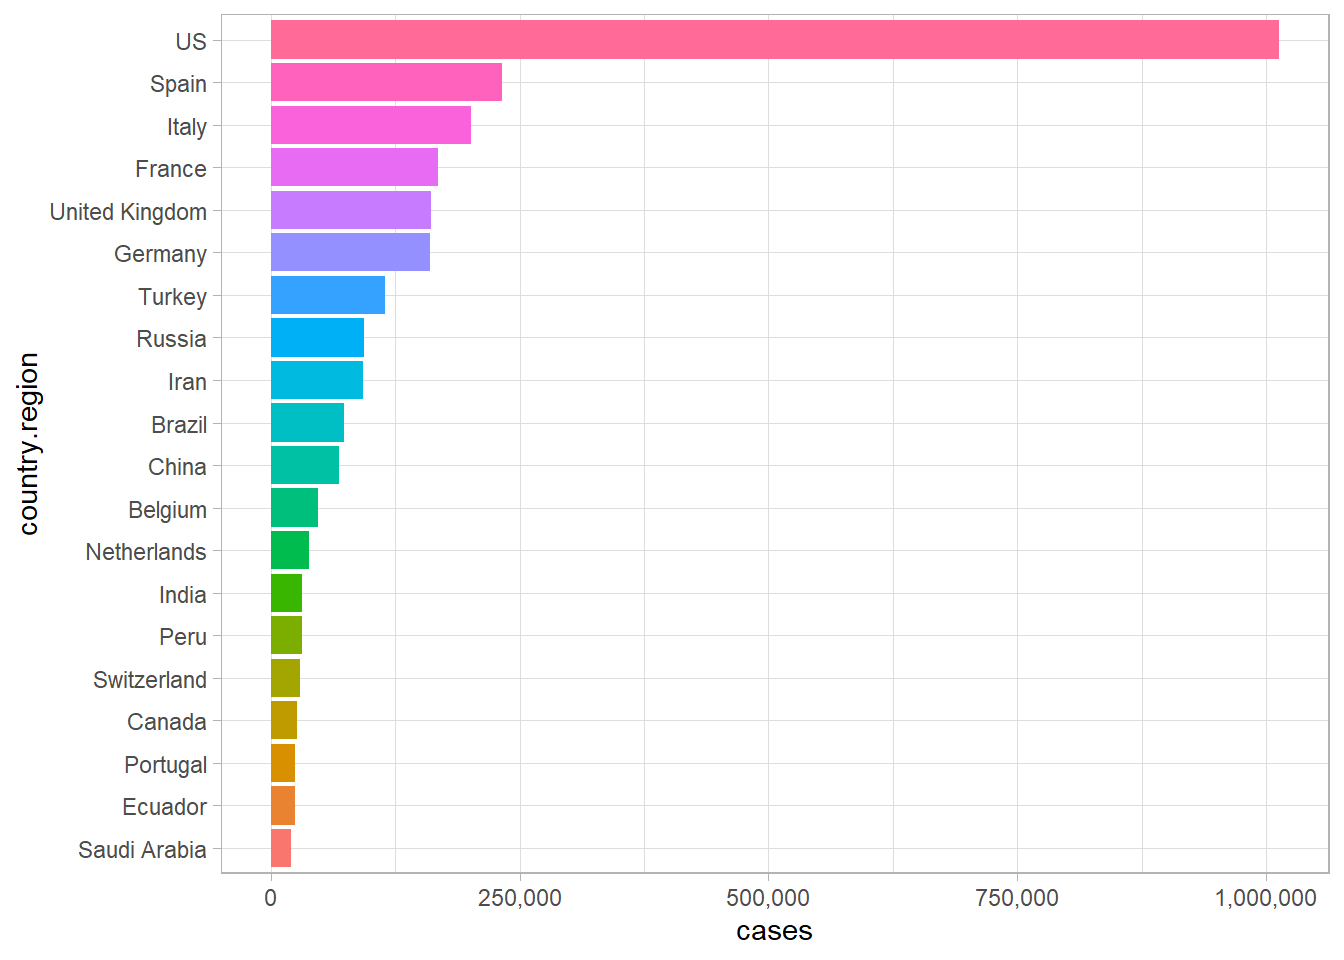 US
Spain
Italy
France
United Kingdom
Germany
Turkey
Russia
Iran
Brazil
China
Belgium
Netherlands
India
Peru
Switzerland
Canada
Portugal
Ecuador
Saudi Arabia
country.region
0 250,000 500,000 750,000 1,000,000
cases